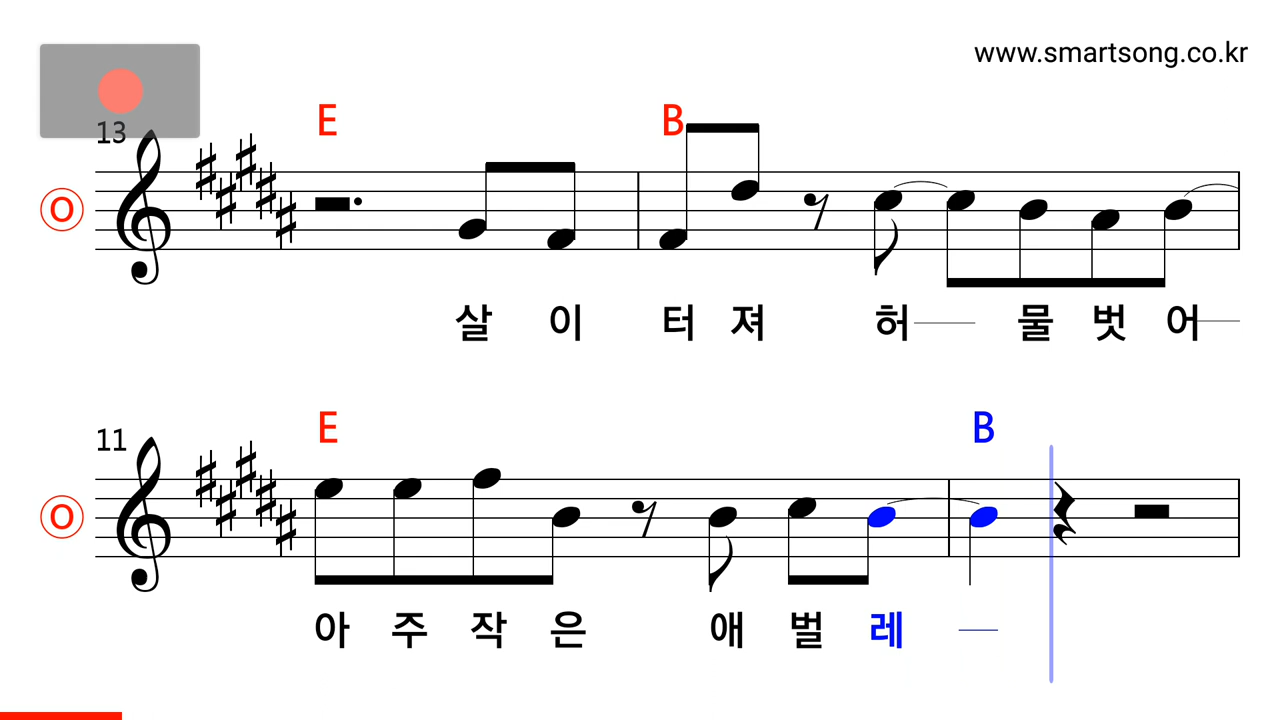 www.smartsong.co.kr
13
E B
O
살 이 터 져 허 물 벗 어
11
E B
O
아 주 작 은 애 벌 레